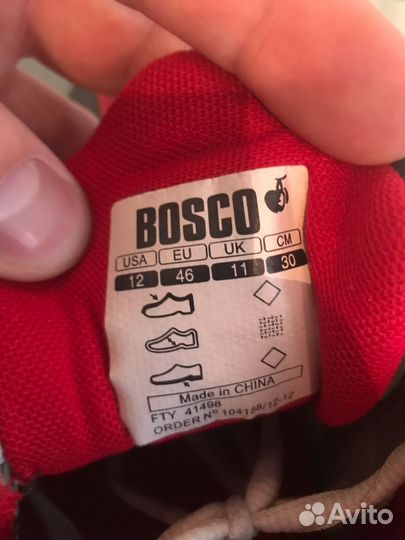 BOSCO
USA EU UK CM
12 46 11 30
Made in CHINA
FTY 41498
ORDER Nº 104188/12-12
Avito